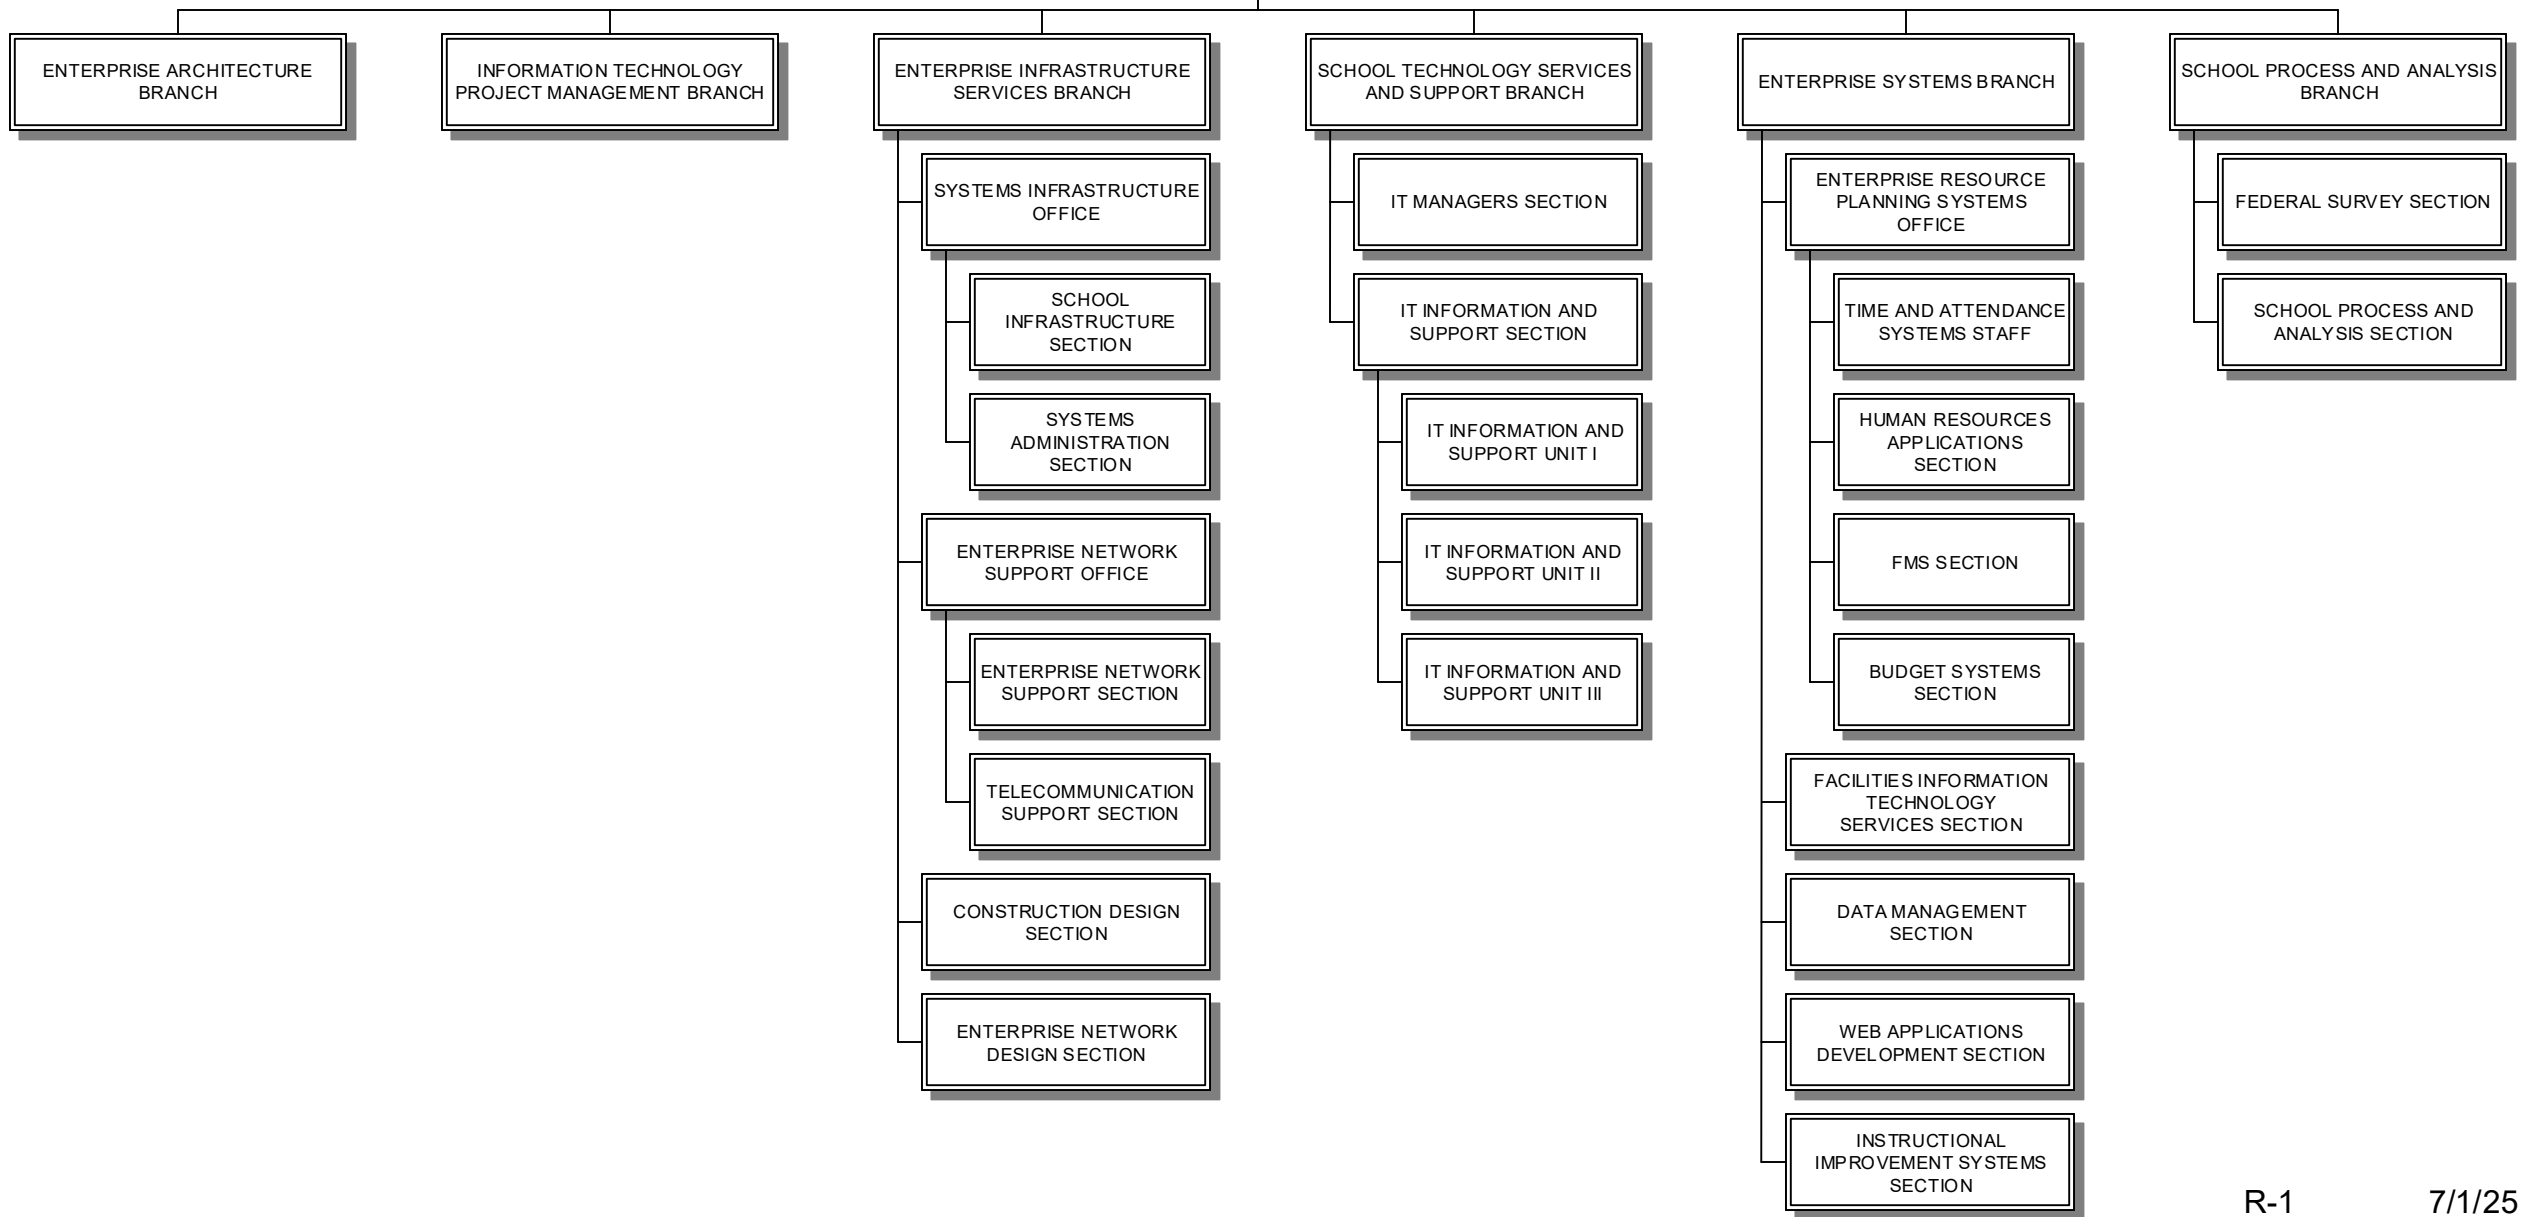 ENTERPRISE ARCHITECTURE
BRANCH
INFORMATION TECHNOLOGY
PROJECT MANAGEMENT BRANCH
ENTERPRISE INFRASTRUCTURE
SERVICES BRANCH
SYSTEMS INFRASTRUCTURE
OFFICE
SCHOOL
INFRASTRUCTURE
SECTION
SYSTEMS
ADMINISTRATION
SECTION
ENTERPRISE NETWORK
SUPPORT OFFICE
ENTERPRISE NETWORK
SUPPORT SECTION
TELECOMMUNICATION
SUPPORT SECTION
CONSTRUCTION DESIGN
SECTION
ENTERPRISE NETWORK
DESIGN SECTION
SCHOOL TECHNOLOGY SERVICES
AND SUPPORT BRANCH
IT MANAGERS SECTION
IT INFORMATION AND
SUPPORT SECTION
IT INFORMATION AND
SUPPORT UNIT I
IT INFORMATION AND
SUPPORT UNIT II
IT INFORMATION AND
SUPPORT UNIT III
ENTERPRISE SYSTEMS BRANCH
ENTERPRISE RESOURCE
PLANNING SYSTEMS
OFFICE
TIME AND ATTENDANCE
SYSTEMS STAFF
HUMAN RESOURCES
APPLICATIONS
SECTION
FMS SECTION
BUDGET SYSTEMS
SECTION
FACILITIES INFORMATION
TECHNOLOGY
SERVICES SECTION
DATA MANAGEMENT
SECTION
WEB APPLICATIONS
DEVELOPMENT SECTION
INSTRUCTIONAL
IMPROVEMENT SYSTEMS
SECTION
SCHOOL PROCESS AND ANALYSIS
BRANCH
FEDERAL SURVEY SECTION
SCHOOL PROCESS AND
ANALYSIS SECTION
R-1 7/1/25